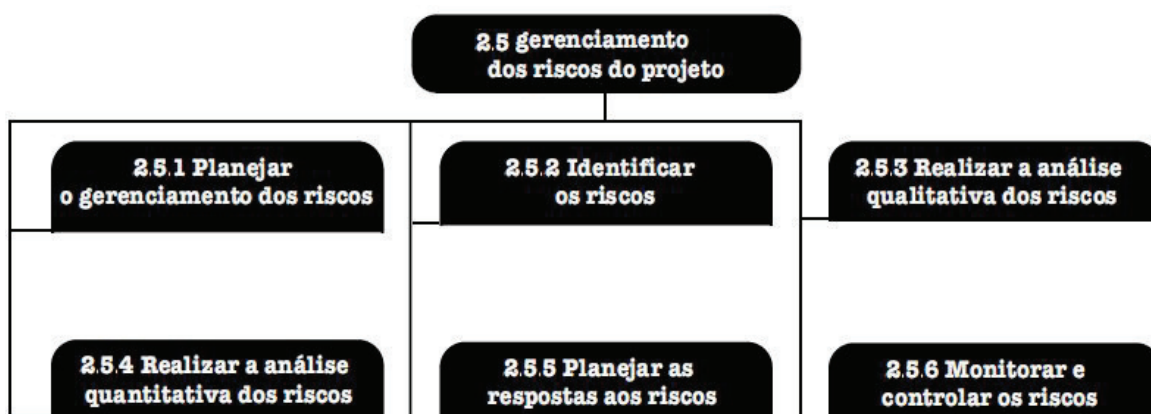 2.5 gerenciamento
dos riscos do projeto
2.5.1 Planejar
o gerenciamento dos riscos
2.5.2 Identificar
os riscos
2.5.3 Realizar a análise
qualitativa dos riscos
2.5.4 Realizar a análise
quantitativa dos riscos
2.5.5 Planejar as
respostas aos riscos
2.5.6 Monitorar e
controlar os riscos